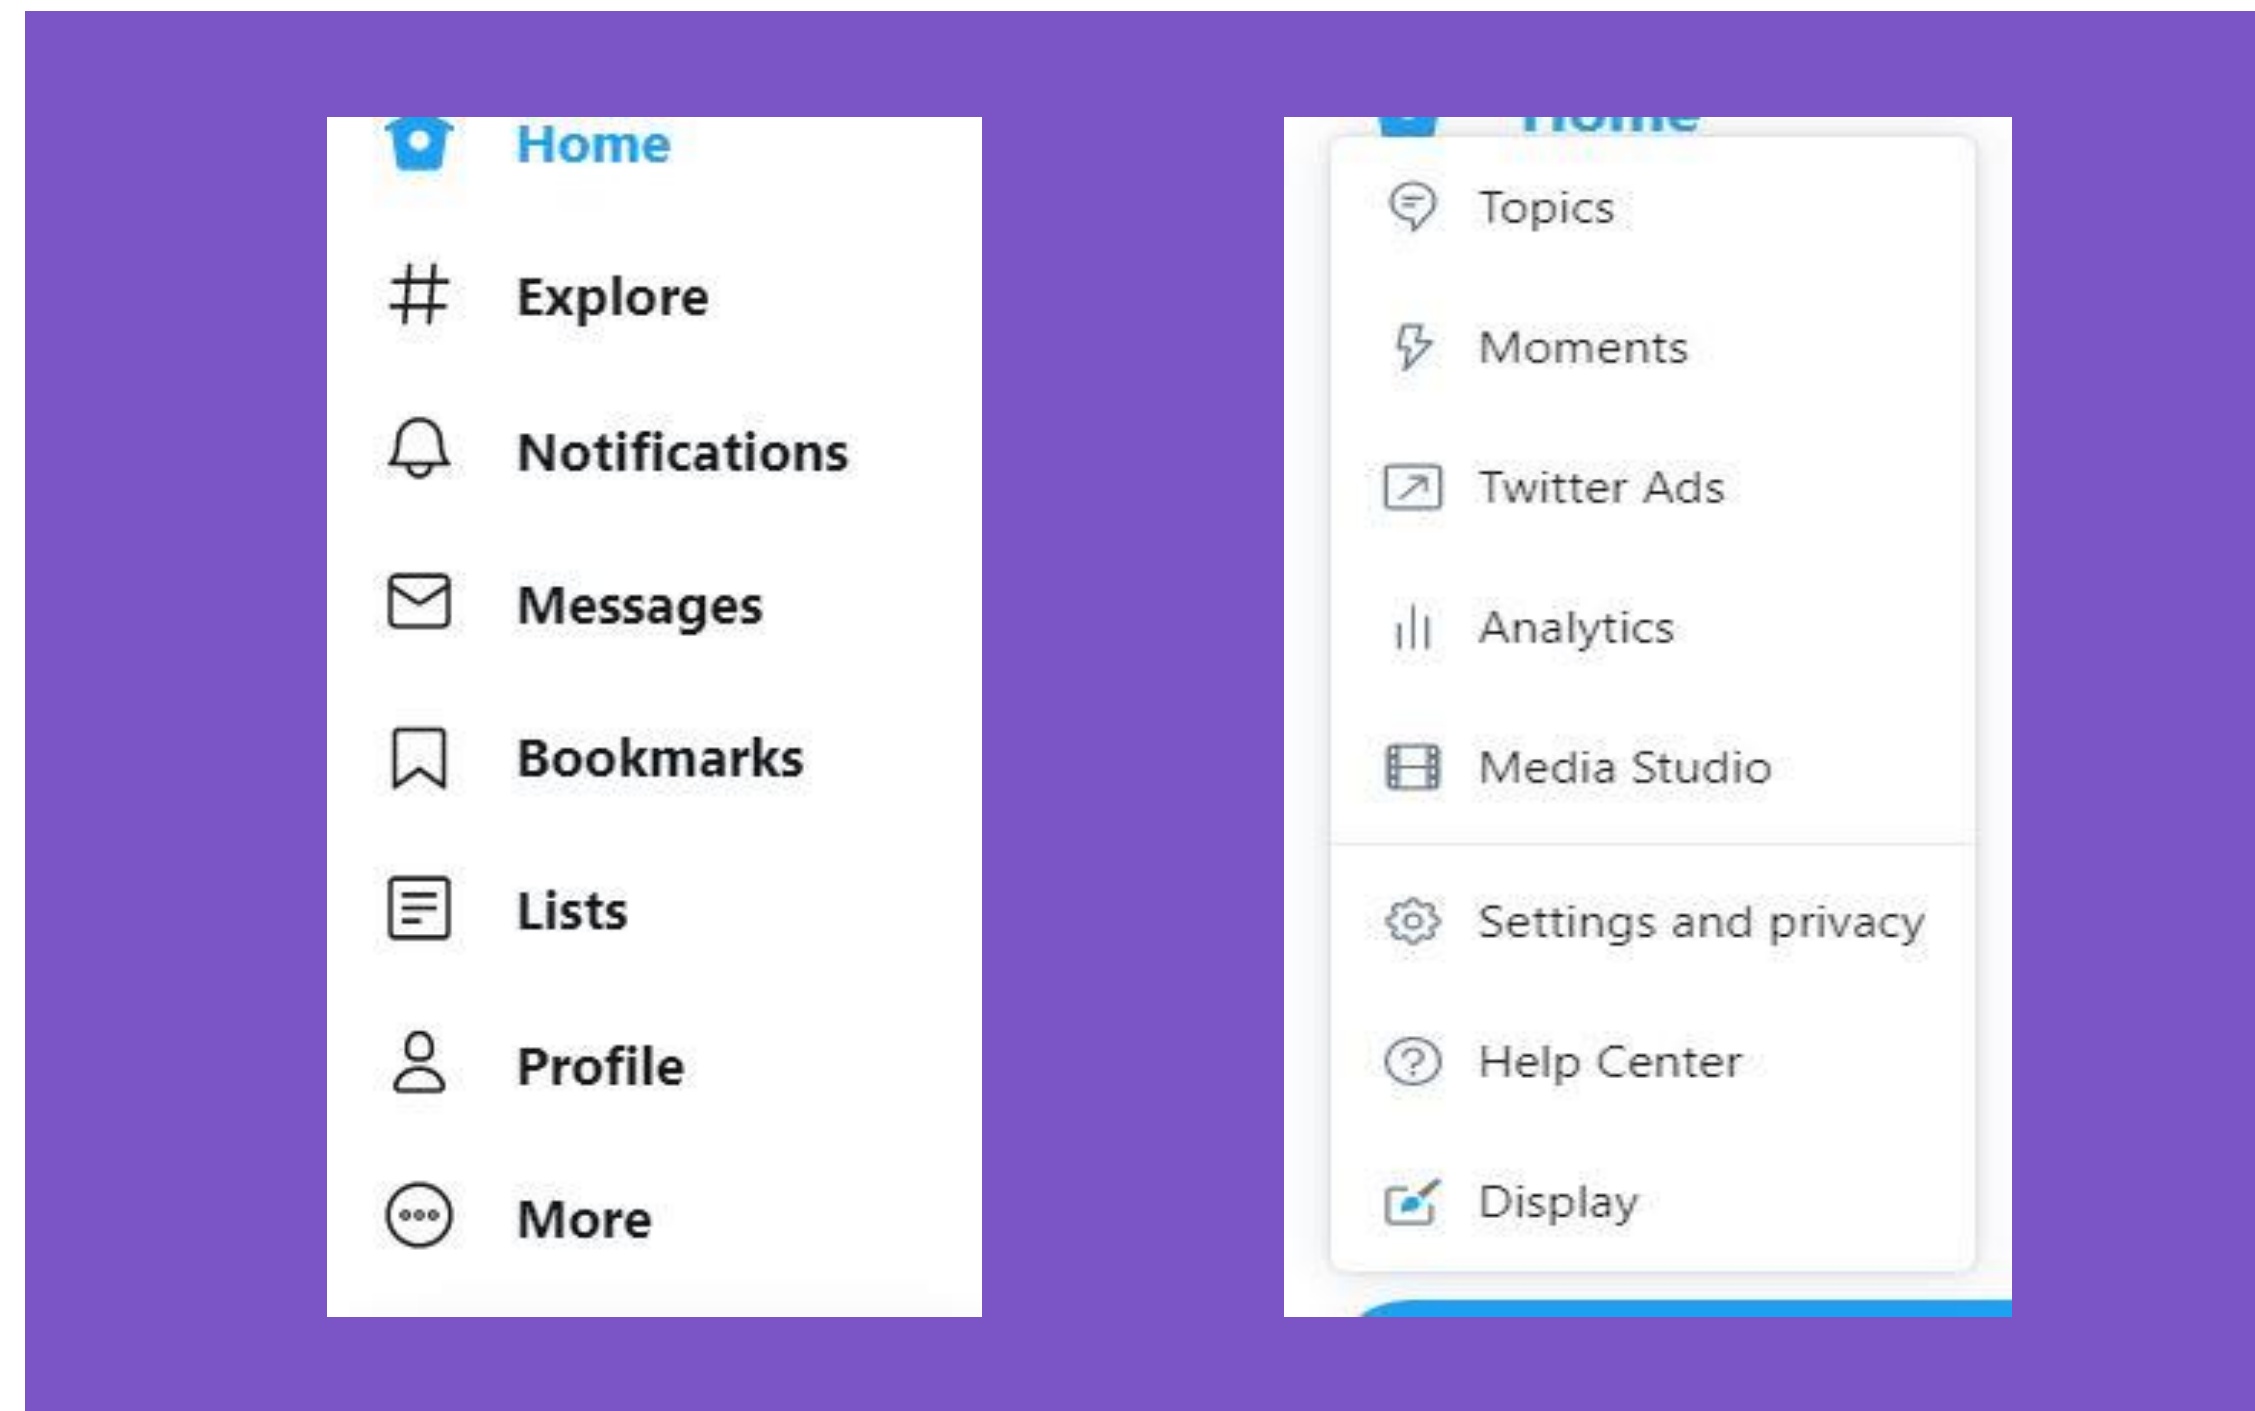 Home
Explore
Notifications
Messages
Bookmarks
Lists
Profile
More
Home
Topics
Moments
Twitter Ads
Analytics
Media Studio
Settings and privacy
Help Center
Display